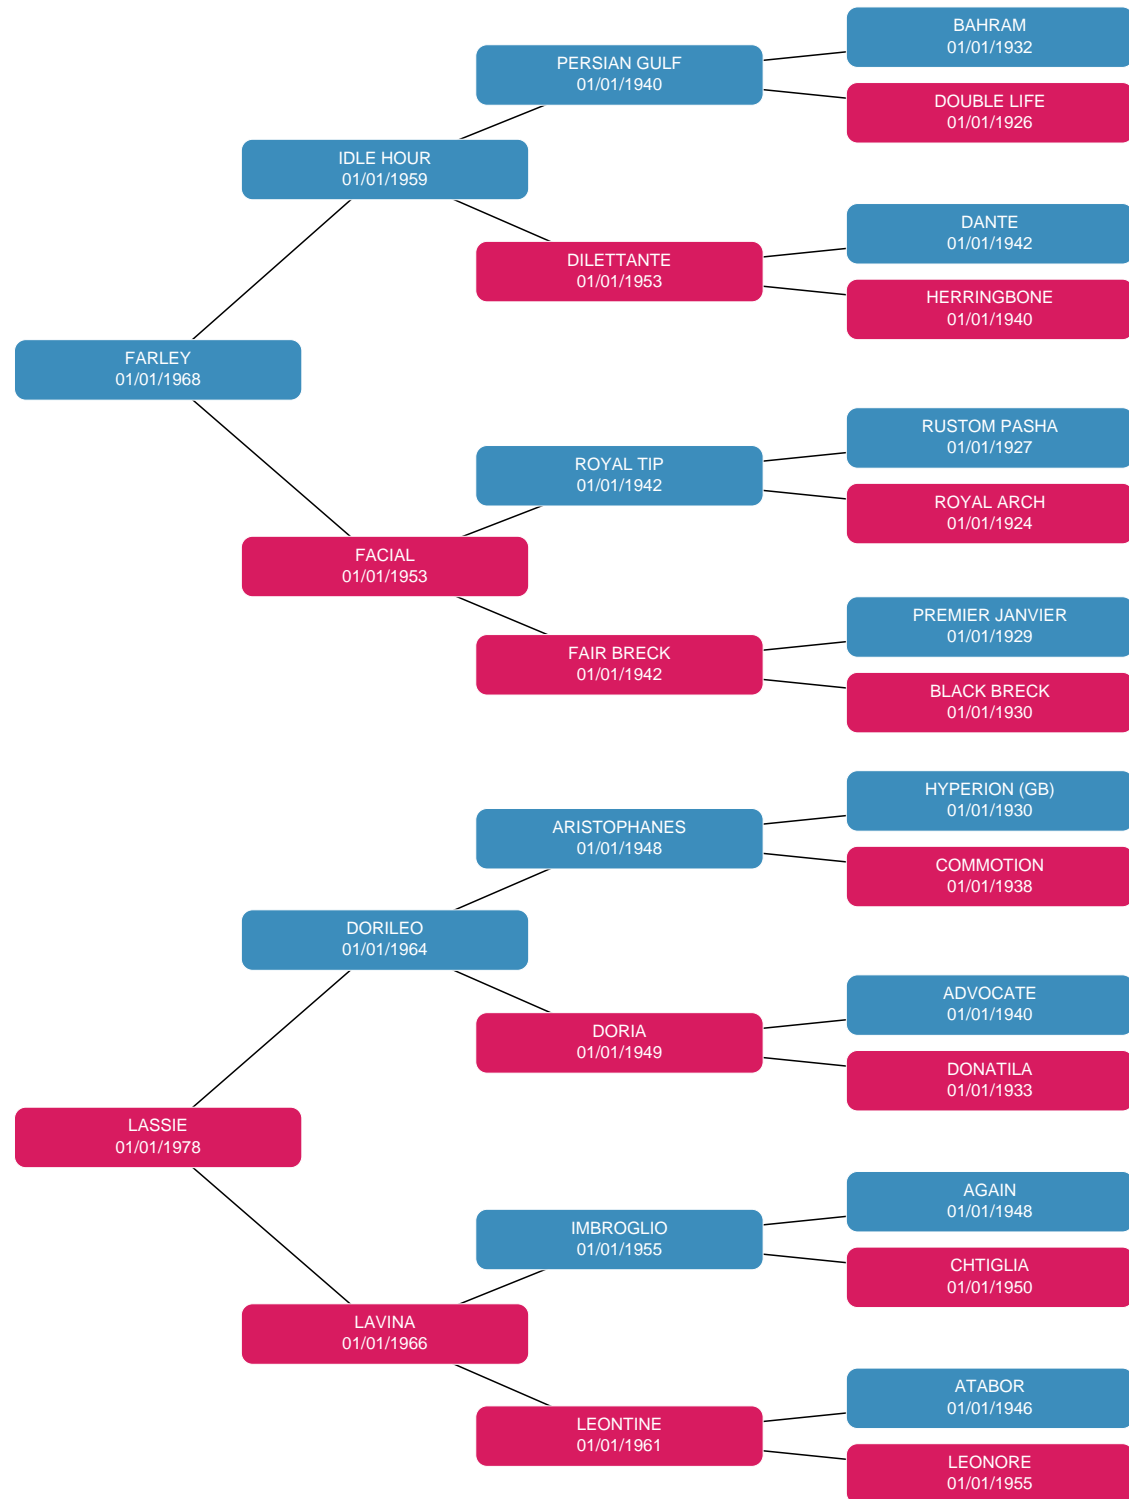 BAHRAM
01/01/1932
PERSIAN GULF
01/01/1940
DOUBLE LIFE
01/01/1926
IDLE HOUR
01/01/1959
DANTE
01/01/1942
DILETTANTE
01/01/1953
HERRINGBONE
01/01/1940
FARLEY
01/01/1968
RUSTOM PASHA
01/01/1927
ROYAL TIP
01/01/1942
ROYAL ARCH
01/01/1924
FACIAL
01/01/1953
PREMIER JANVIER
01/01/1929
FAIR BRECK
01/01/1942
BLACK BRECK
01/01/1930
HYPERION (GB)
01/01/1930
ARISTOPHANES
01/01/1948
COMMOTION
01/01/1938
DORILEO
01/01/1964
ADVOCATE
01/01/1940
DORIA
01/01/1949
DONATILA
01/01/1933
LASSIE
01/01/1978
AGAIN
01/01/1948
IMBROGLIO
01/01/1955
CHTIGLIA
01/01/1950
LAVINA
01/01/1966
ATABOR
01/01/1946
LEONTINE
01/01/1961
LEONORE
01/01/1955